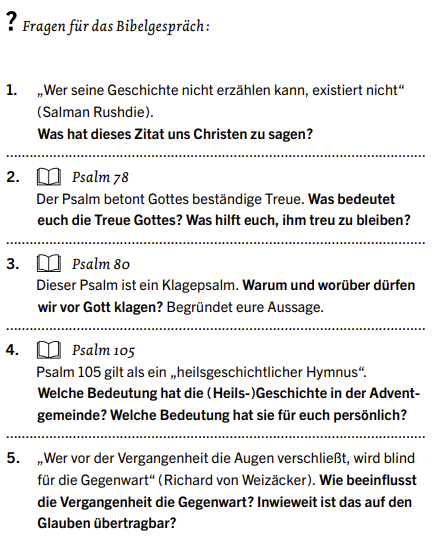 ? Fragen für das Bibelgespräch:
1. „Wer seine Geschichte nicht erzählen kann, existiert nicht“
(Salman Rushdie).
Was hat dieses Zitat uns Christen zu sagen?
2. Psalm 78
Der Psalm betont Gottes beständige Treue. Was bedeutet
euch die Treue Gottes? Was hilft euch, ihm treu zu bleiben?
3. Psalm 80
Dieser Psalm ist ein Klagepsalm. Warum und worüber dürfen
wir vor Gott klagen? Begründet eure Aussage.
4. Psalm 105
Psalm 105 gilt als ein „heilsgeschichtlicher Hymnus“.
Welche Bedeutung hat die (Heils-)Geschichte in der Advent-
gemeinde? Welche Bedeutung hat sie für euch persönlich?
5. „Wer vor der Vergangenheit die Augen verschließt, wird blind
für die Gegenwart“ (Richard von Weizäcker). Wie beeinflusst
die Vergangenheit die Gegenwart? Inwieweit ist das auf den
Glauben übertragbar?